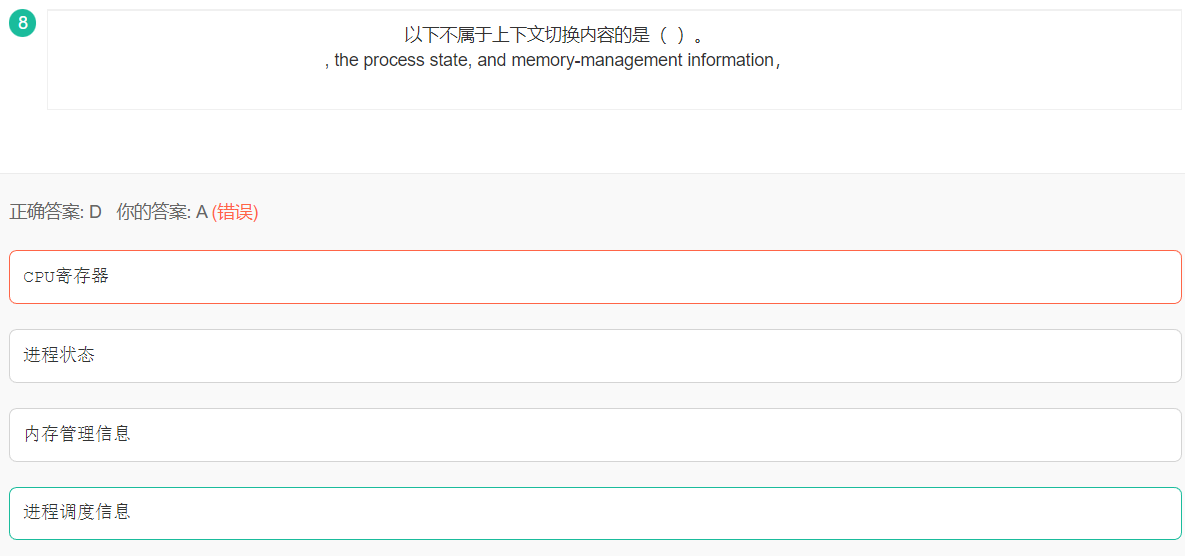 8
以下不属于上下文切换内容的是（ ）。
, the process state, and memory-management information，
正确答案: D 你的答案: A (错误)
CPU寄存器
进程状态
内存管理信息
进程调度信息